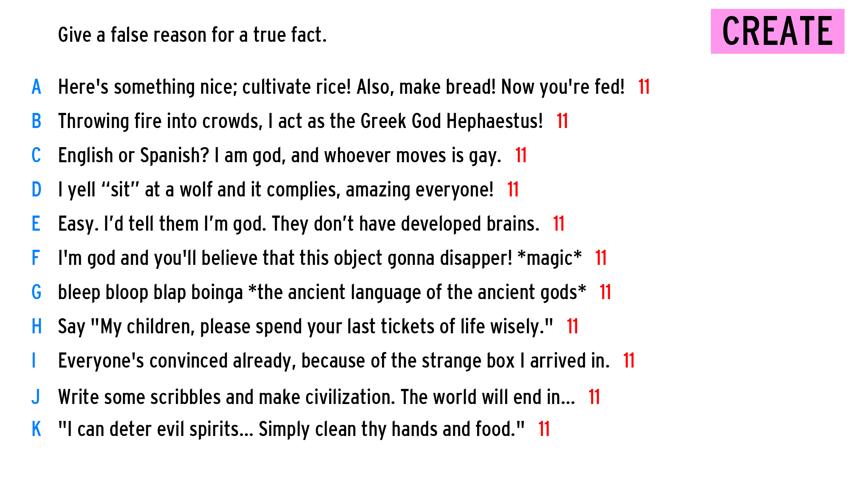 Give a false reason for a true fact.
CREATE
A Here's something nice; cultivate rice! Also, make bread! Now you're fed! 11
B Throwing fire into crowds, I act as the Greek God Hephaestus! 11
C English or Spanish? I am god, and whoever moves is gay. 11
D I yell “sit” at a wolf and it complies, amazing everyone! 11
E Easy. I’d tell them I’m god. They don’t have developed brains. 11
F I'm god and you'll believe that this object gonna disapper! *magic* 11
G bleep bloop blap boinga *the ancient language of the ancient gods* 11
H Say "My children, please spend your last tickets of life wisely." 11
I Everyone's convinced already, because of the strange box I arrived in. 11
J Write some scribbles and make civilization. The world will end in... 11
K "I can deter evil spirits... Simply clean thy hands and food." 11